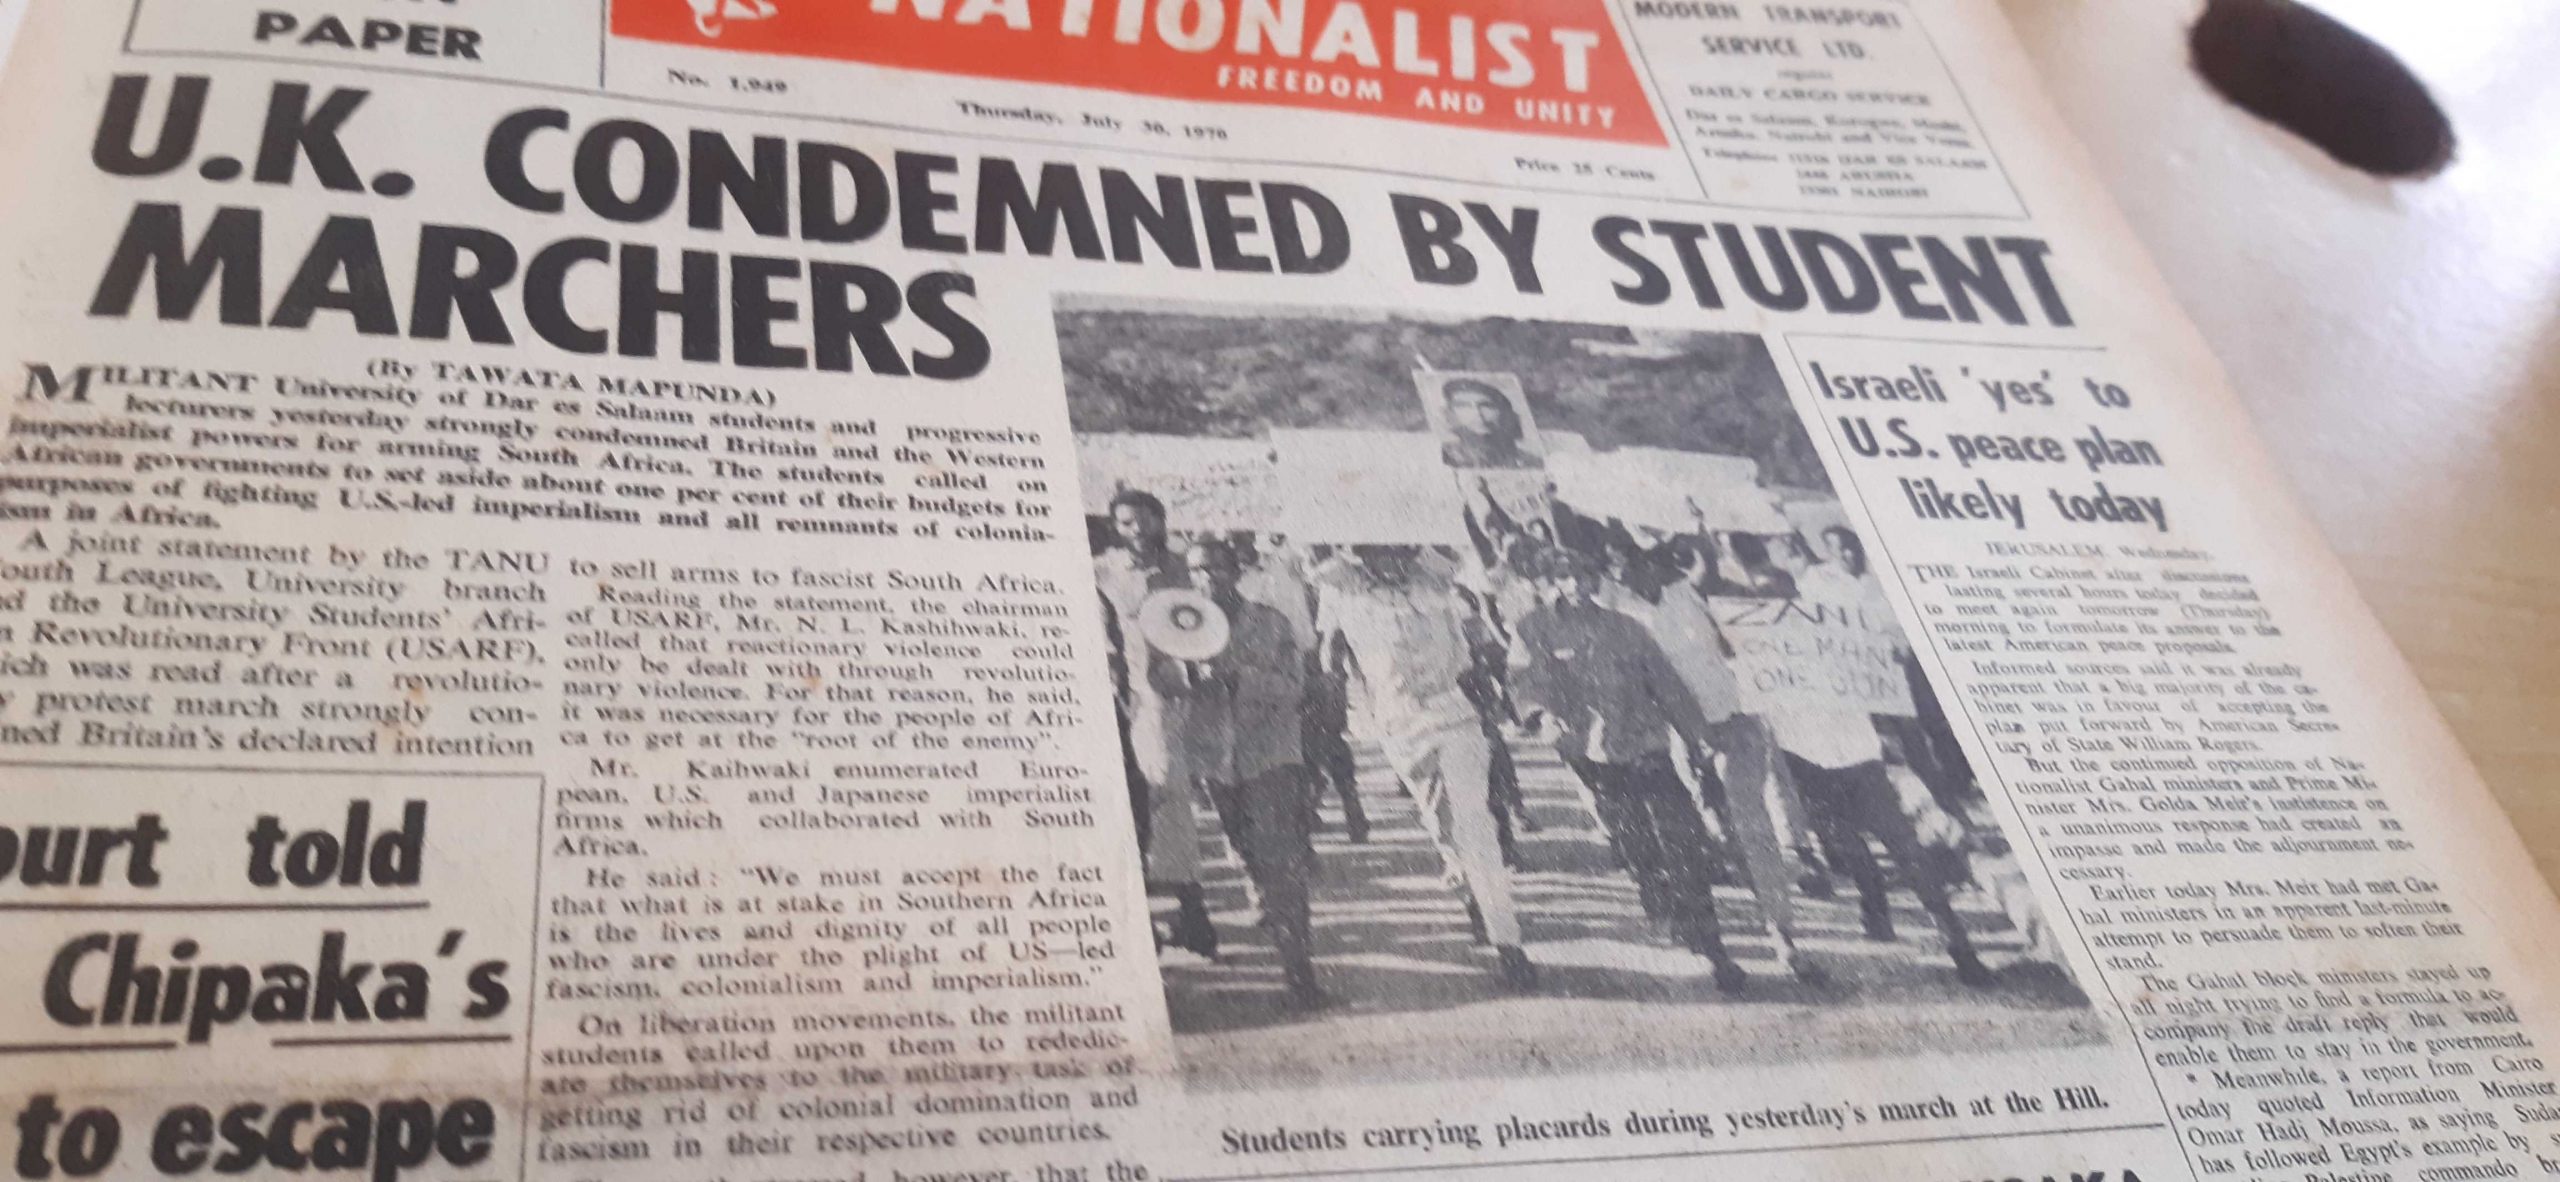 PAPER
NATIONALIST
FREEDOM AND UNITY
No. 1,949
Thursday, July 30, 1970
Price 25 Cents
MODERN TRANSPORT
SERVICE LTD.
DAILY CARGO SERVICE
U.K. CONDEMNED BY STUDENT
MARCHERS
(By TAWATA MAPUNDA)
MILITANT University of Dar es Salaam students and progressive
lecturers yesterday strongly condemned Britain and the Western
imperialist powers for arming South Africa. The students called on
African governments to set aside about one per cent of their budgets for
purposes of fighting U.S.-led imperialism and all remnants of colonia-
ism in Africa.
A joint statement by the TANU
outh League, University branch
d the University Students' Afri-
n Revolutionary Front (USARF),
ich was read after a revolutio-
y protest march strongly con-
ned Britain's declared intention
to sell arms to fascist South Africa.
Reading the statement, the chairman
of USARF, Mr. N. L. Kashihwaki, re-
called that reactionary violence could
only be dealt with through revolutio-
nary violence. For that reason, he said,
it was necessary for the people of Afri-
ca to get at the "root of the enemy".
Mr. Kaihwaki enumerated Euro-
pean, U.S. and Japanese imperialist
firms which collaborated with South
Africa.
He said: "We must accept the fact
that what is at stake in Southern Africa
is the lives and dignity of all people
who are under the plight of US—led
fascism, colonialism and imperialism."
On liberation movements, the militant
students called upon them to rededic-
ate themselves to the military task of
getting rid of colonial domination and
fascism in their respective countries.
however, that the
ourt told
Chipaka's
to escape
ONE MAN
ONE GUN
Students carrying placards during yesterday's march at the Hill.
Israeli 'yes' to
U.S. peace plan
likely today
JERUSALEM, Wednesday.
THE Israeli Cabinet after discussions
lasting several hours today decided
to meet again tomorrow (Thursday)
morning to formulate its answer to the
latest American peace proposals.
Informed sources said it was already
apparent that a big majority of the ca-
binet was in favour of accepting the
plan put forward by American Secre-
tary of State William Rogers.
But the continued opposition of Na-
tionalist Gahal ministers and Prime Mi-
nister Mrs. Golda Meir's insistence on
a unanimous response had created an
impasse and made the adjournment ne-
cessary.
Earlier today Mrs. Meir had met Ga-
hal ministers in an apparent last-minute
attempt to persuade them to soften their
stand.
The Gahal block ministers stayed up
all night trying to find a formula to ac-
company the draft reply that would
enable them to stay in the government.
* Meanwhile, a report from Cairo
today quoted Information Minister
Omar Hadj Moussa, as saying Suda
has followed Egypt's example by
Palestine commando